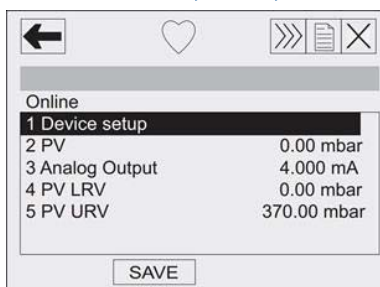 Online
1 Device setup
2 PV 0.00 mbar
3 Analog Output 4.000 mA
4 PV LRV 0.00 mbar
5 PV URV 370.00 mbar
SAVE